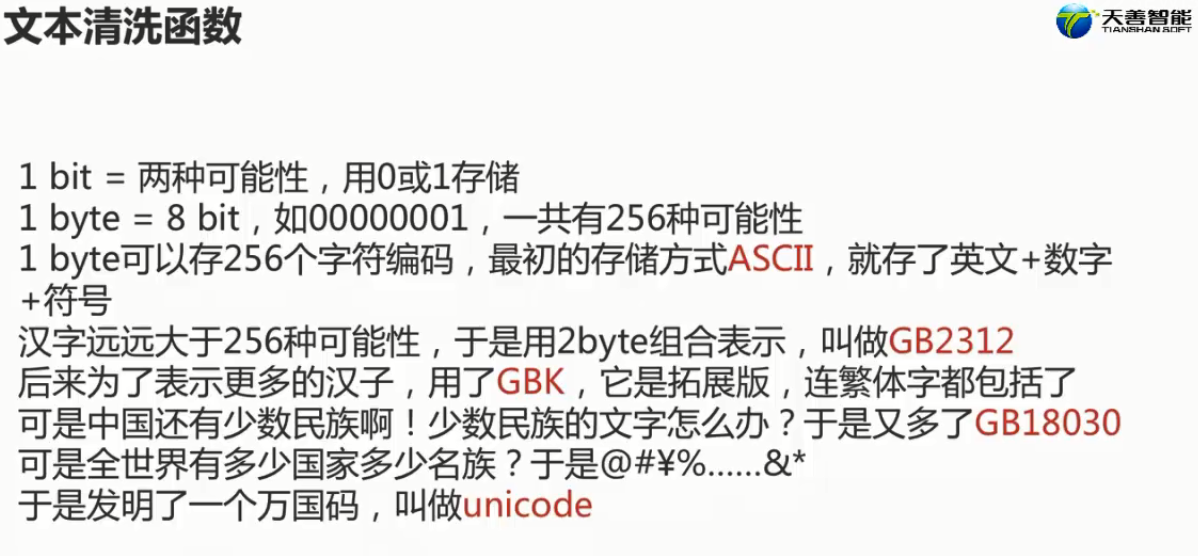 文本清洗函数
天善智能
TIANSHAN SOFT
1 bit = 两种可能性，用0或1存储
1 byte = 8 bit，如00000001，一共有256种可能性
1 byte可以存256个字符编码，最初的存储方式ASCII，就存了英文+数字
+符号
汉字远远大于256种可能性，于是用2byte组合表示，叫做GB2312
后来为了表示更多的汉子，用了GBK，它是拓展版，连繁体字都包括了
可是中国还有少数民族啊！少数民族的文字怎么办？于是又多了GB18030
可是全世界有多少国家多少名族？于是@#¥%……&*
于是发明了一个万国码，叫做unicode